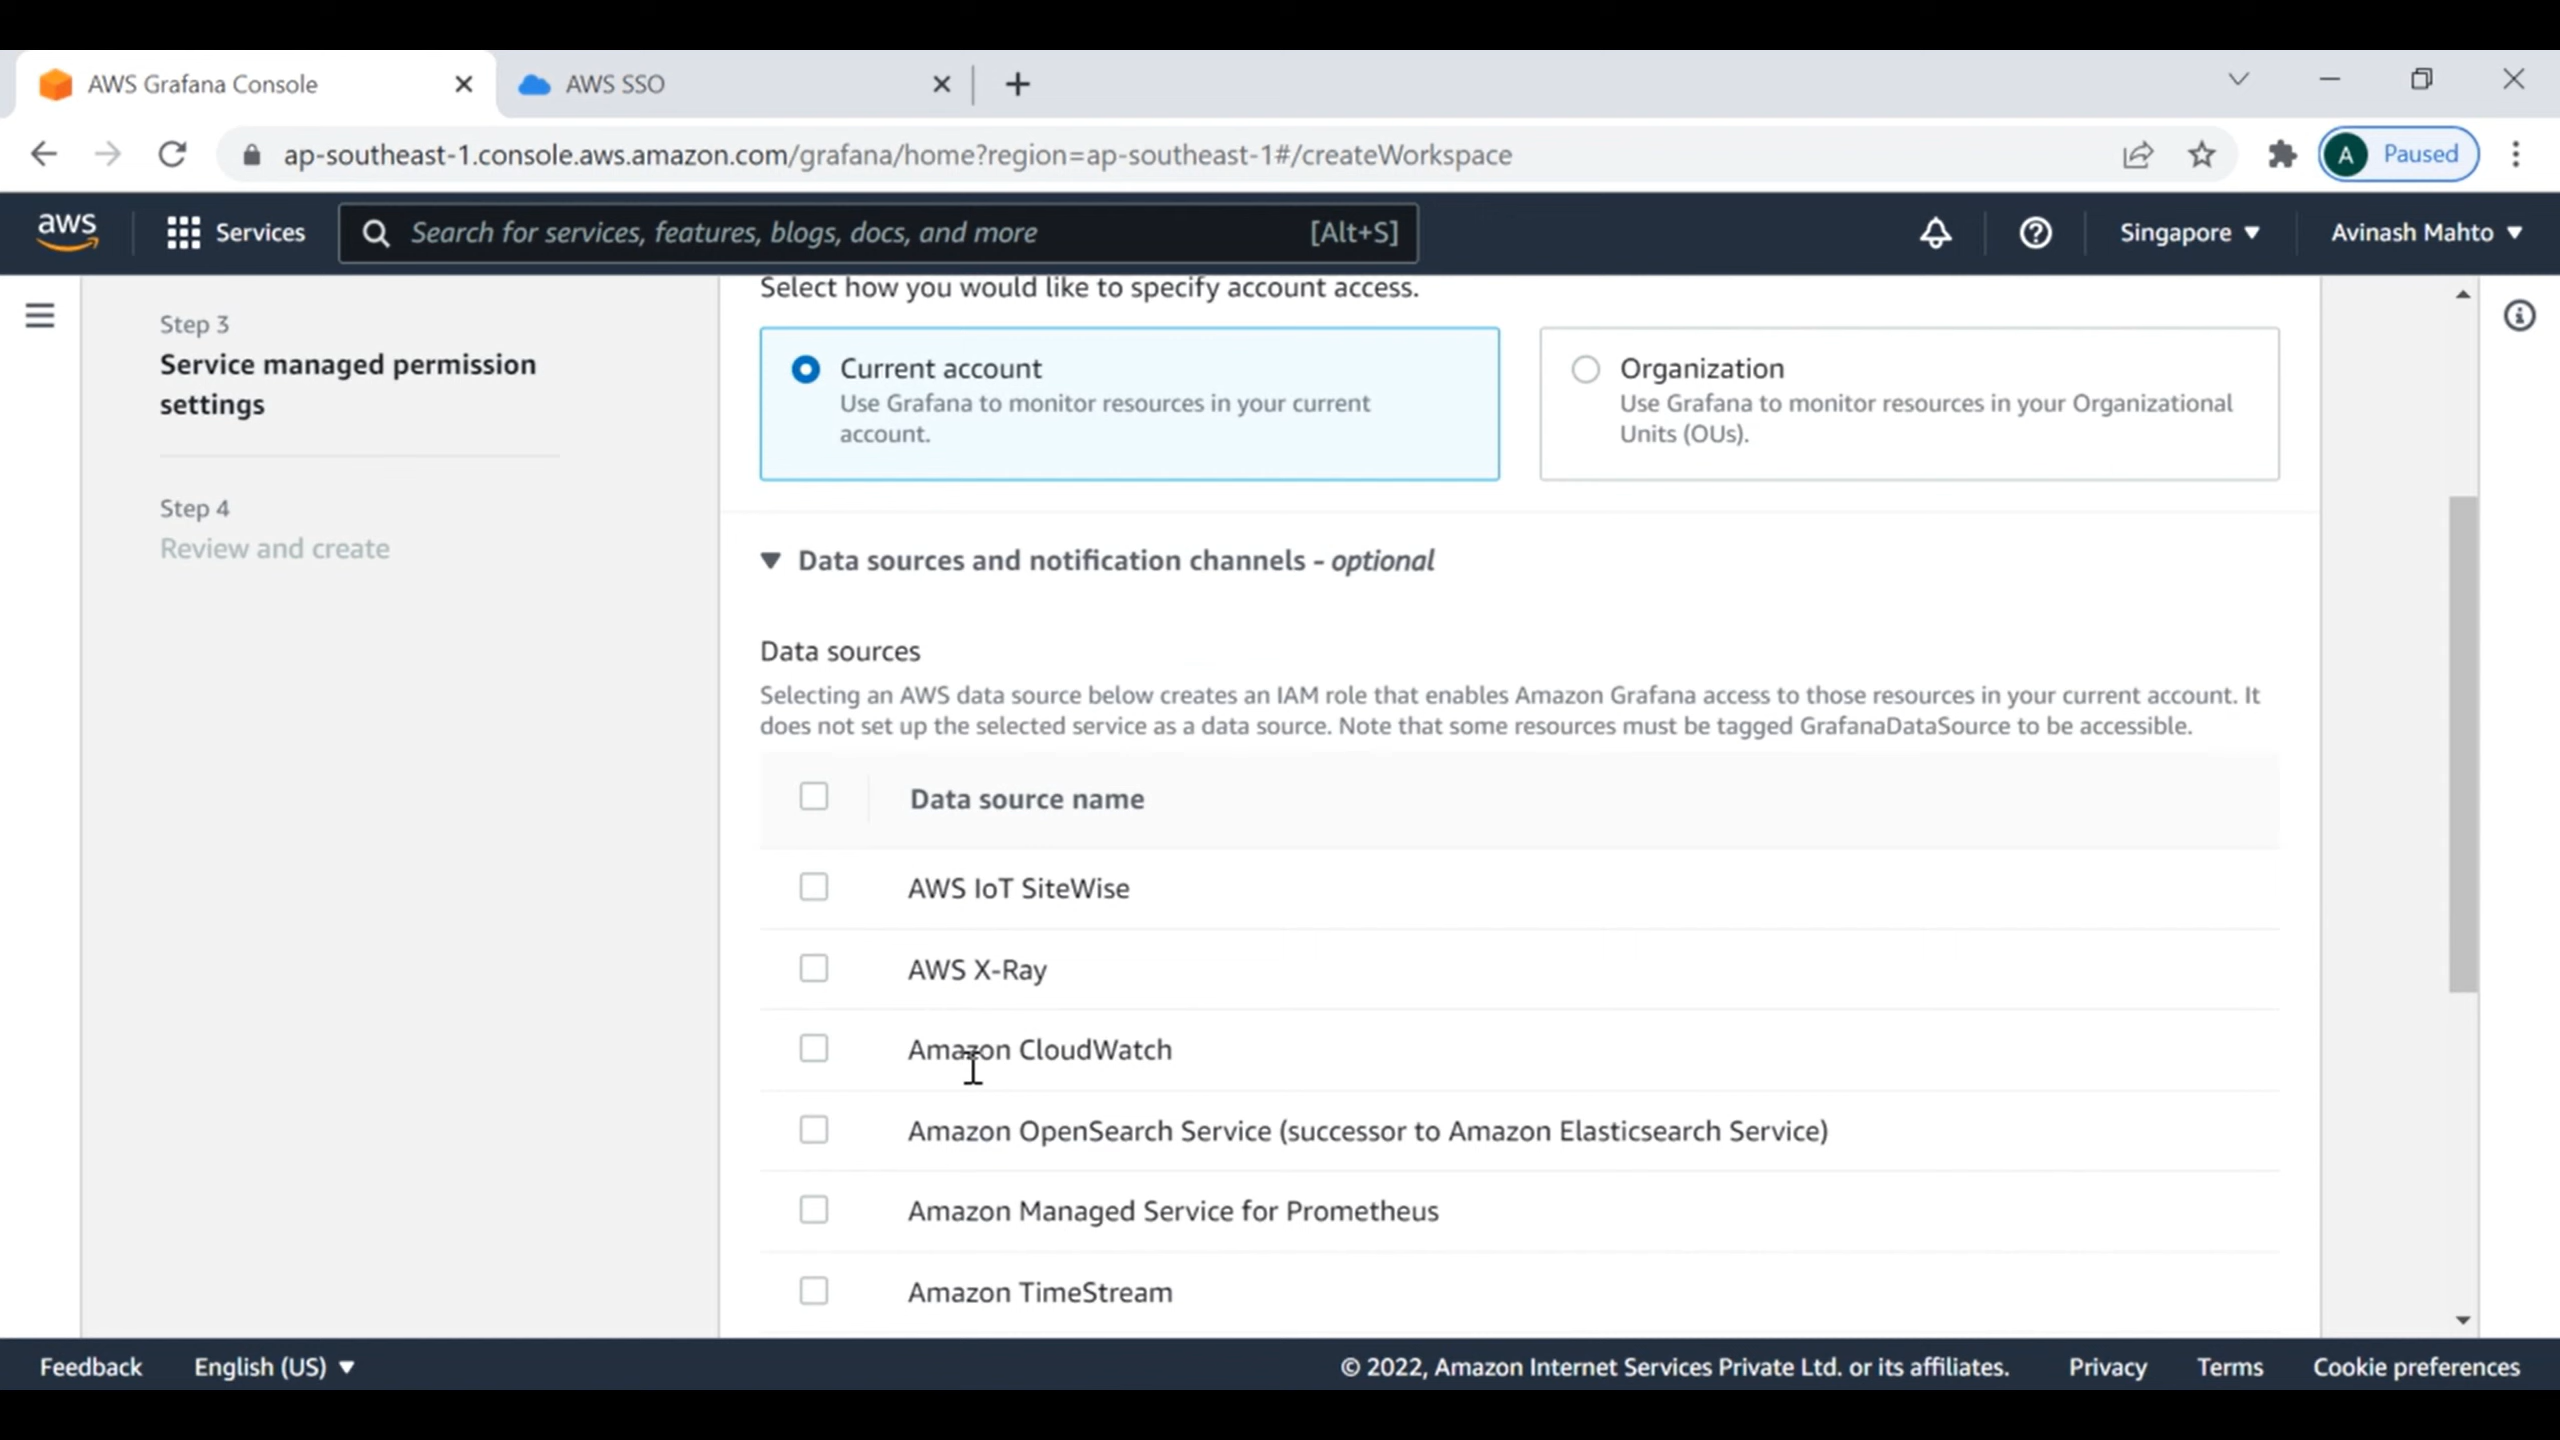 AWS Grafana Console
AWS SSO
ap-southeast-1.console.aws.amazon.com/grafana/home?region=ap-southeast-1#/createWorkspace
A
Paused
aws
Services
Search for services, features, blogs, docs, and more
[Alt+S]
Singapore
Avinash Mahto
Step 3
Service managed permission
settings
Step 4
Review and create
Select how you would like to specify account access.
Current account
Use Grafana to monitor resources in your current
account.
Organization
Use Grafana to monitor resources in your Organizational
Units (OUs).
Data sources and notification channels - optional
Data sources
Selecting an AWS data source below creates an IAM role that enables Amazon Grafana access to those resources in your current account. It
does not set up the selected service as a data source. Note that some resources must be tagged GrafanaDataSource to be accessible.
Data source name
AWS IoT SiteWise
AWS X-Ray
Amazon CloudWatch
Amazon OpenSearch Service (successor to Amazon Elasticsearch Service)
Amazon Managed Service for Prometheus
Amazon TimeStream
Feedback
English (US)
© 2022, Amazon Internet Services Private Ltd. or its affiliates.
Privacy
Terms
Cookie preferences